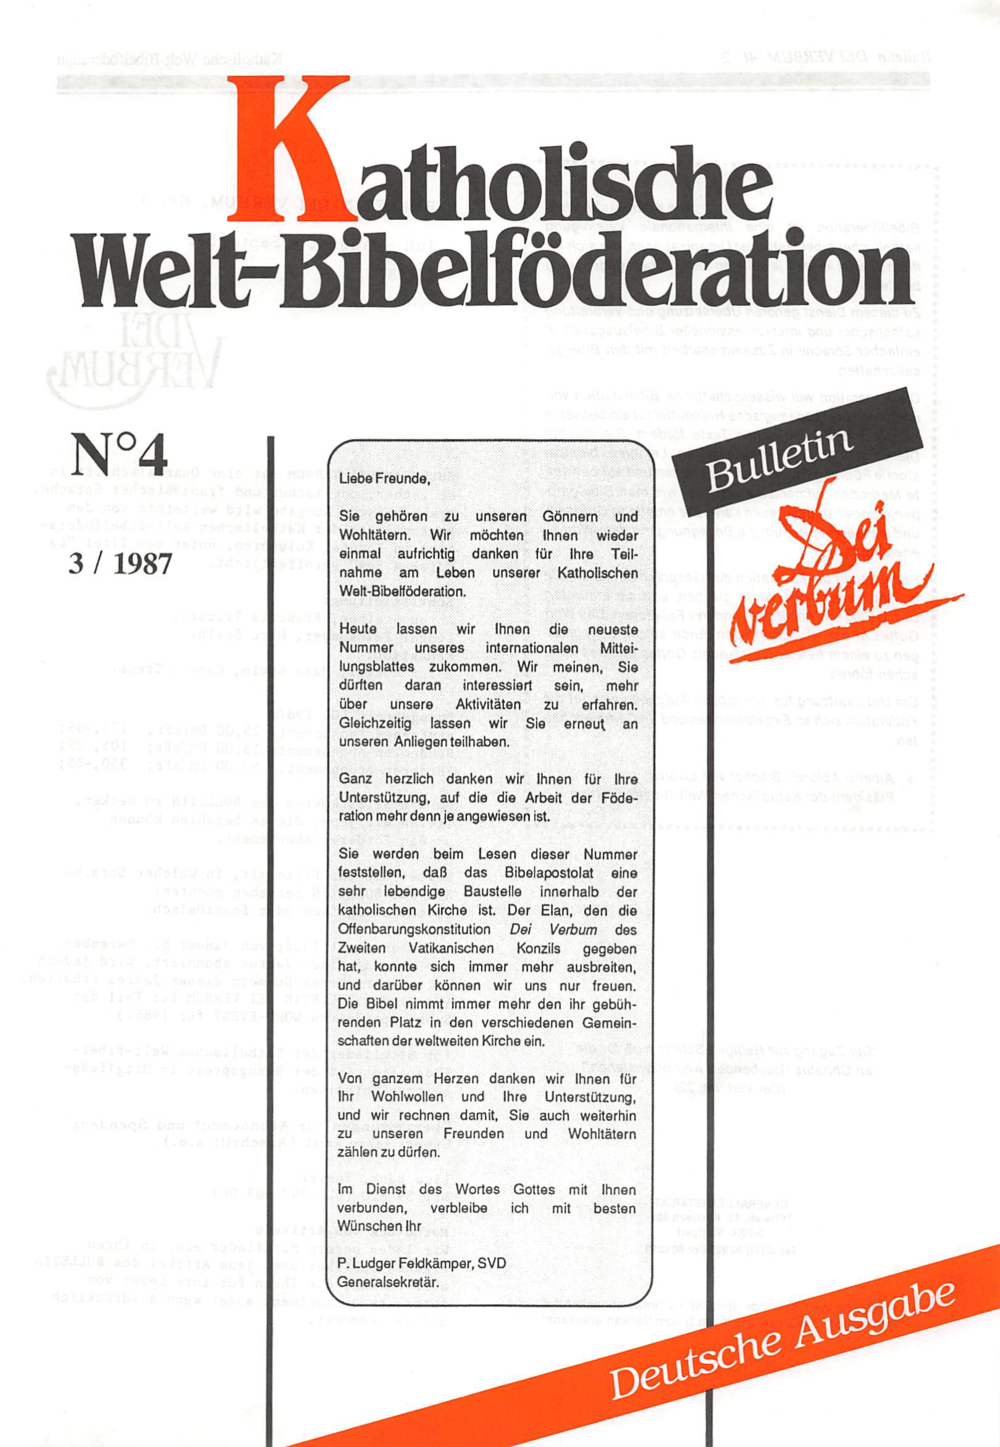 Katholische
Welt-Bibelföderation
N°4
3 / 1987
Bulletin
Dei
Verbum
Liebe Freunde,
Sie gehören zu unseren Gönnern und
Wohltätern. Wir möchten Ihnen wieder
einmal aufrichtig danken für Ihre Teil-
nahme am Leben unserer Katholischen
Welt-Bibelföderation.
Heute lassen wir Ihnen die neueste
Nummer unseres internationalen Mittei-
lungsblattes zukommen. Wir meinen, Sie
dürften daran interessiert sein, mehr
über unsere Aktivitäten zu erfahren.
Gleichzeitig lassen wir Sie erneut an
unseren Anliegen teilhaben.
Ganz herzlich danken wir Ihnen für Ihre
Unterstützung, auf die die Arbeit der Föde-
ration mehr denn je angewiesen ist.
Sie werden beim Lesen dieser Nummer
feststellen, daß das Bibelapostolat eine
sehr lebendige Baustelle innerhalb der
katholischen Kirche ist. Der Elan, den die
Offenbarungskonstitution Dei Verbum des
Zweiten Vatikanischen Konzils gegeben
hat, konnte sich immer mehr ausbreiten,
und darüber können wir uns nur freuen.
Die Bibel nimmt immer mehr den ihr gebüh-
renden Platz in den verschiedenen Gemein-
schaften der weltweiten Kirche ein.
Von ganzem Herzen danken wir Ihnen für
Ihr Wohlwollen und Ihre Unterstützung,
und wir rechnen damit, Sie auch weiterhin
zu unseren Freunden und Wohltätern
zählen zu dürfen.
Im Dienst des Wortes Gottes mit Ihnen
verbunden, verbleibe ich mit besten
Wünschen Ihr
P. Ludger Feldkämper, SVD
Generalsekretär.
Deutsche Ausgabe